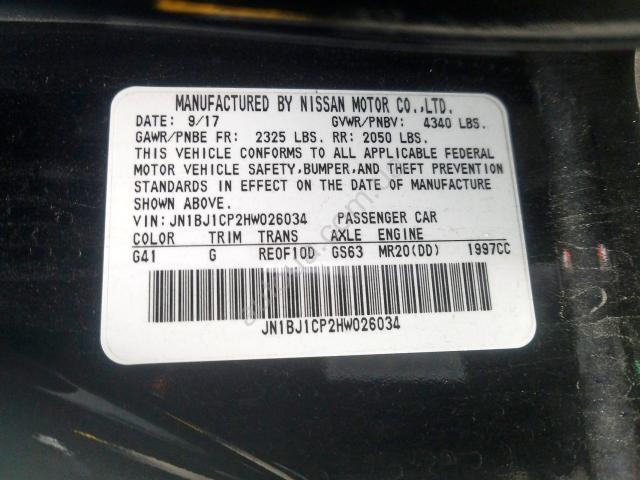 MANUFACTURED BY NISSAN MOTOR CO.,LTD.
DATE: 9/17 GVWR/PNBV: 4340 LBS.
GAWR/PNBE FR: 2325 LBS. RR: 2050 LBS.
THIS VEHICLE CONFORMS TO ALL APPLICABLE FEDERAL
MOTOR VEHICLE SAFETY,BUMPER,AND THEFT PREVENTION
STANDARDS IN EFFECT ON THE DATE OF MANUFACTURE
SHOWN ABOVE.
VIN:JN1BJ1CP2HW026034 PASSENGER CAR
COLOR TRIM TRANS AXLE ENGINE
G41 G RE0F10D GS63 MR20(DD) 1997CC
JN1BJ1CP2HW026034